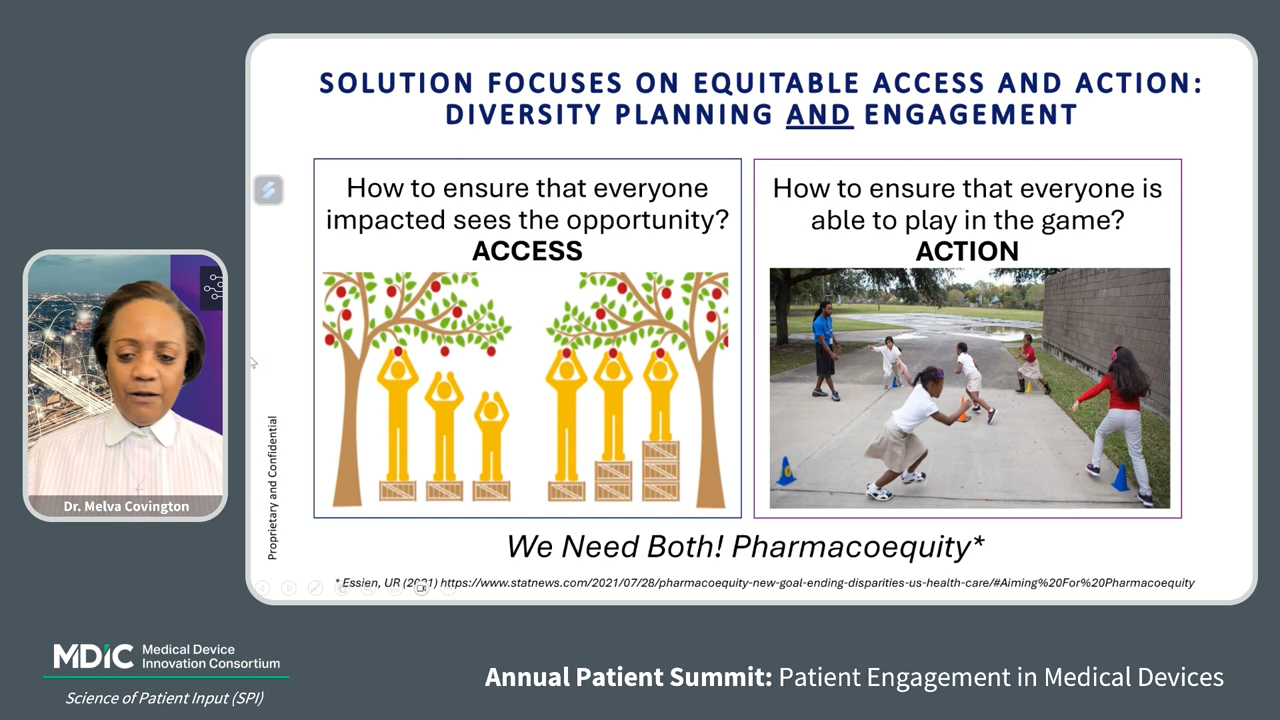 SOLUTION FOCUSES ON EQUITABLE ACCESS AND ACTION:
DIVERSITY PLANNING AND ENGAGEMENT
How to ensure that everyone
impacted sees the opportunity?
ACCESS
How to ensure that everyone is
able to play in the game?
ACTION
We Need Both! Pharmacoequity*
* Essien, UR (2021) https://www.statnews.com/2021/07/28/pharmacoequity-new-goal-ending-disparities-us-health-care/#Aiming%20For%20Pharmacoequity
Proprietary and Confidential
Dr. Melva Covington
MDIC
Medical Device
Innovation Consortium
Science of Patient Input (SPI)
Annual Patient Summit: Patient Engagement in Medical Devices